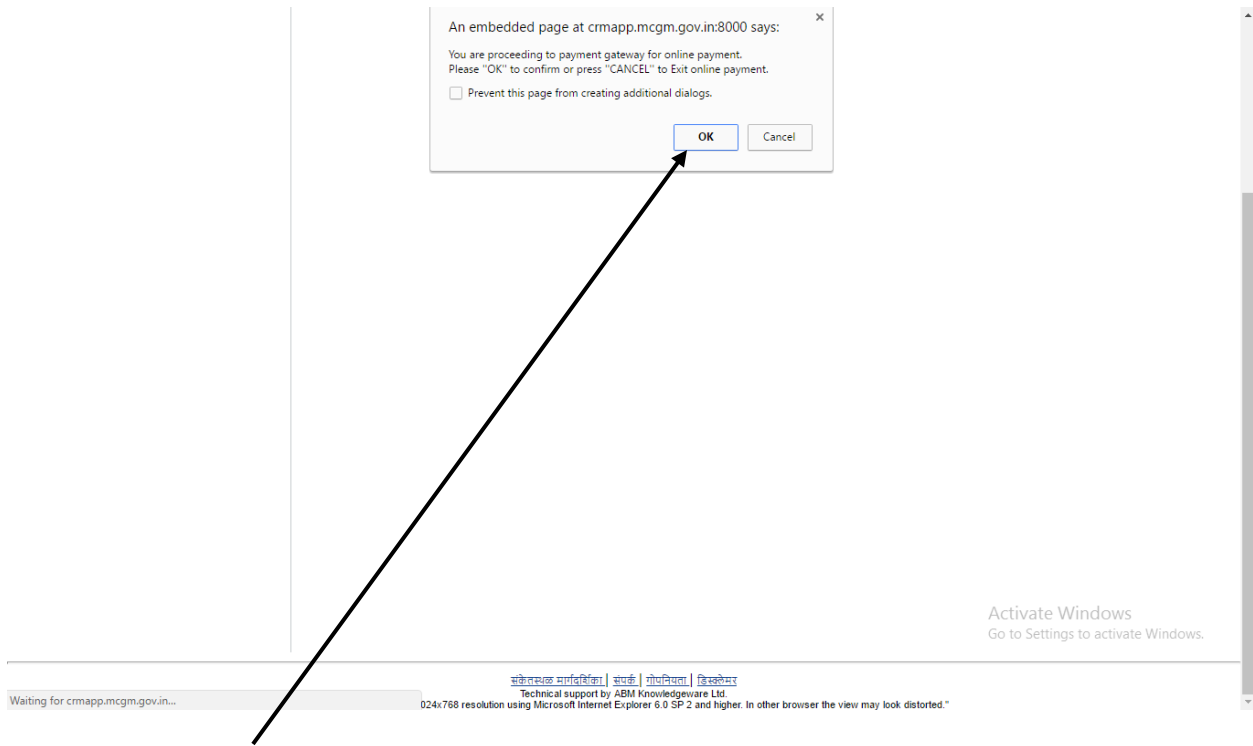 An embedded page at crmapp.mcgm.gov.in:8000 says:
You are proceeding to payment gateway for online payment.
Please "OK" to confirm or press "CANCEL" to Exit online payment.
Prevent this page from creating additional dialogs.
OK Cancel
Activate Windows
Go to Settings to activate Windows.
संकेतस्थळ मार्गदर्शिका | संपर्क | गोपनियता | डिस्क्लेमर
Technical support by ABM Knowledgeware Ltd.
Waiting for crmapp.mcgm.gov.in...
024x768 resolution using Microsoft Internet Explorer 6.0 SP 2 and higher. In other browser the view may look distorted."